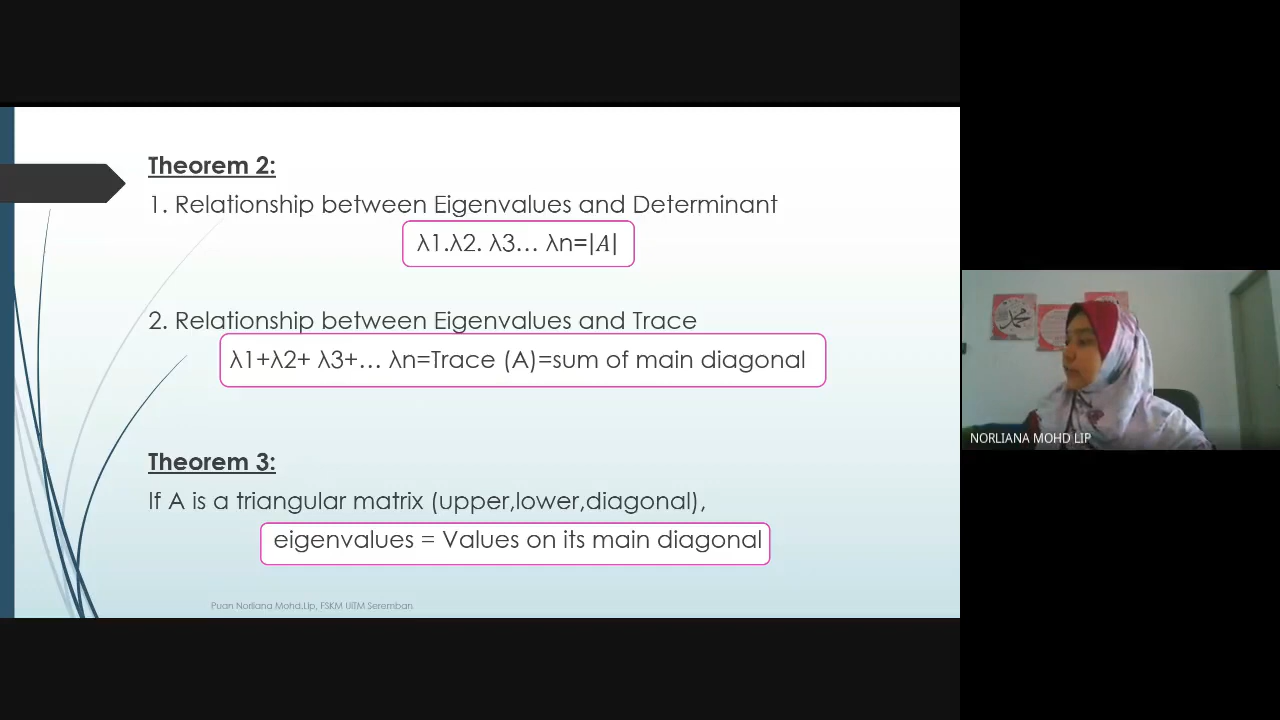 Theorem 2:
1. Relationship between Eigenvalues and Determinant
λ1.λ2. λ3… λn=|A|
2. Relationship between Eigenvalues and Trace
λ1+λ2+ λ3+… λn=Trace (A)=sum of main diagonal
Theorem 3:
If A is a triangular matrix (upper,lower,diagonal),
eigenvalues = Values on its main diagonal
Puan Norliana Mohd.Lip, FSKM UiTM Seremban
NORLIANA MOHD LIP